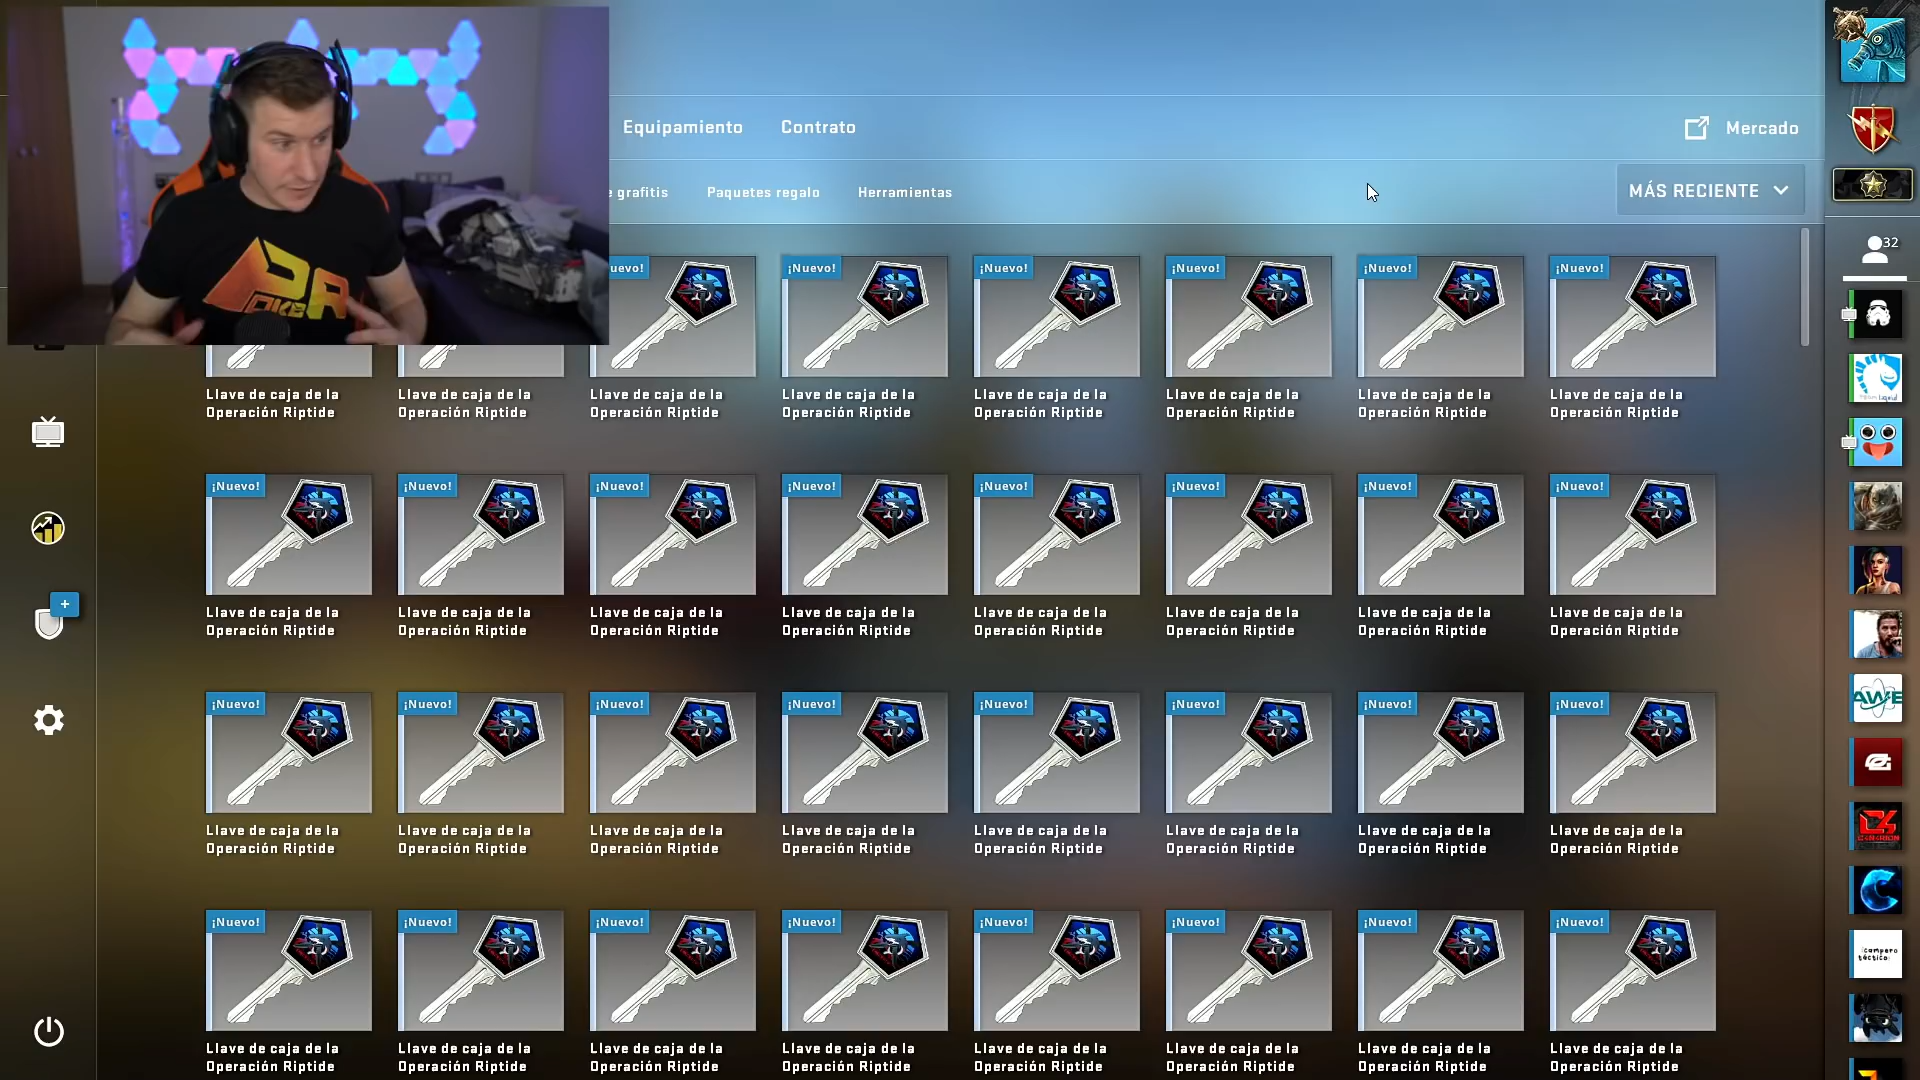 Equipamiento Contrato
Mercado
e grafitis Paquetes regalo Herramientas
MÁS RECIENTE
32
uevo! ¡Nuevo! ¡Nuevo! ¡Nuevo! ¡Nuevo! ¡Nuevo!
Llave de caja de la Llave de caja de la Llave de caja de la Llave de caja de la Llave de caja de la Llave de caja de la Llave de caja de la Llave de caja de la
Operación Riptide Operación Riptide Operación Riptide Operación Riptide Operación Riptide Operación Riptide Operación Riptide Operación Riptide
¡Nuevo! ¡Nuevo! ¡Nuevo! ¡Nuevo! ¡Nuevo! ¡Nuevo! ¡Nuevo! ¡Nuevo!
Llave de caja de la Llave de caja de la Llave de caja de la Llave de caja de la Llave de caja de la Llave de caja de la Llave de caja de la Llave de caja de la
Operación Riptide Operación Riptide Operación Riptide Operación Riptide Operación Riptide Operación Riptide Operación Riptide Operación Riptide
+
¡Nuevo! ¡Nuevo! ¡Nuevo! ¡Nuevo! ¡Nuevo! ¡Nuevo! ¡Nuevo! ¡Nuevo!
AWE
Llave de caja de la Llave de caja de la Llave de caja de la Llave de caja de la Llave de caja de la Llave de caja de la Llave de caja de la Llave de caja de la
Operación Riptide Operación Riptide Operación Riptide Operación Riptide Operación Riptide Operación Riptide Operación Riptide Operación Riptide
¡Nuevo! ¡Nuevo! ¡Nuevo! ¡Nuevo! ¡Nuevo! ¡Nuevo! ¡Nuevo! ¡Nuevo!
campero
táctico
Llave de caja de la Llave de caja de la Llave de caja de la Llave de caja de la Llave de caja de la Llave de caja de la Llave de caja de la Llave de caja de la
Operación Riptide Operación Riptide Operación Riptide Operación Riptide Operación Riptide Operación Riptide Operación Riptide Operación Riptide